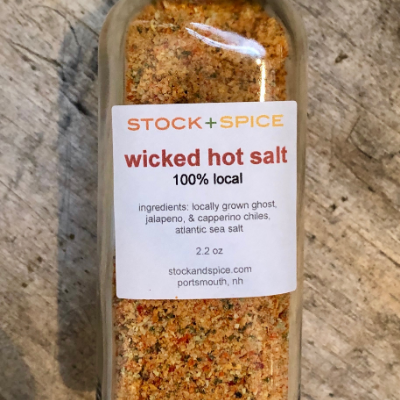 STOCK+SPICE
wicked hot salt
100% local
ingredients: locally grown ghost,
jalapeno, & capperino chiles,
atlantic sea salt
2.2 oz
stockandspice.com
portsmouth, nh